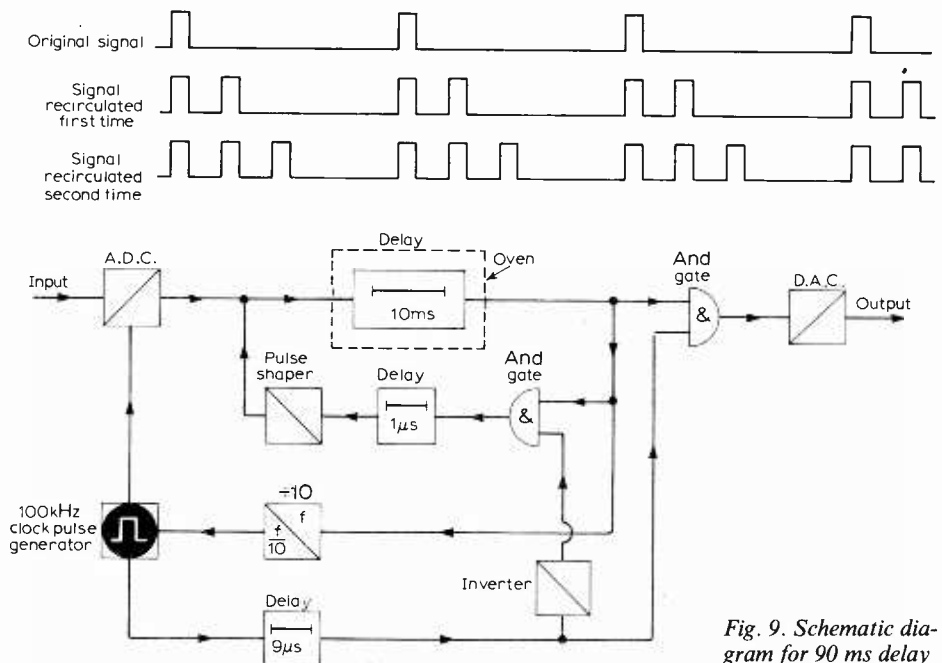 Original signal
Signal
recirculated
first time
Signal
recirculated
second time
Delay
A.D.C.
Oven
And
gate
D.A.C.
Input
10ms
&
Output
Pulse
shaper
Delay
And
gate
1μs
&
÷10
100kHz
clock pulse
generator
f
f/10
Inverter
Delay
9μs
Fig. 9. Schematic dia-
gram for 90 ms delay